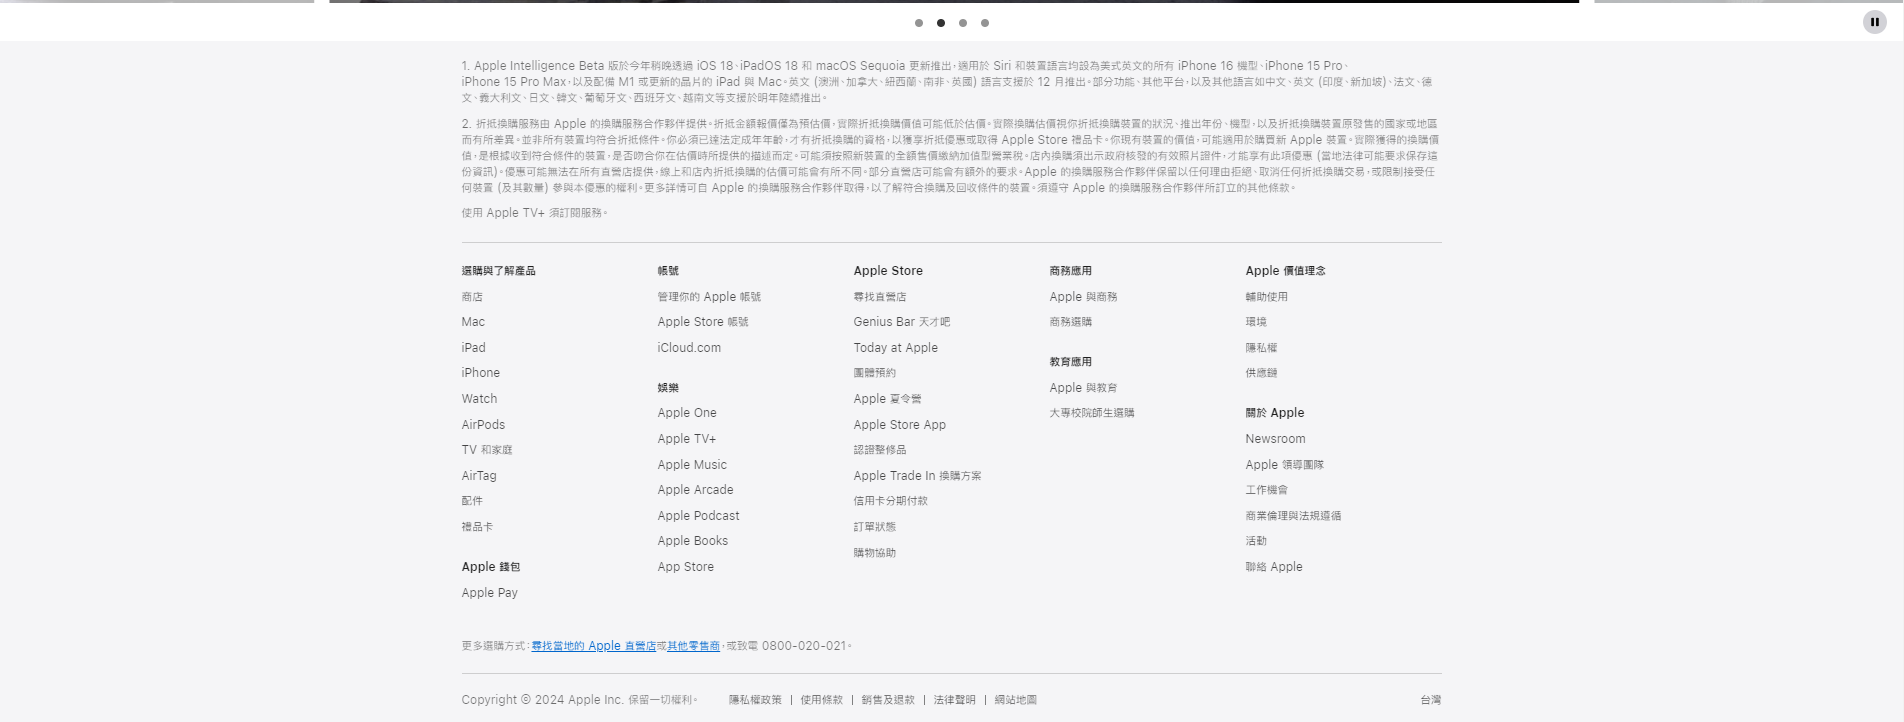 1. Apple Intelligence Beta 版於今年稍晚透過 iOS 18、iPadOS 18 和 macOS Sequoia 更新推出，適用於 Siri 和裝置語言均設為美式英文的所有 iPhone 16 機型、iPhone 15 Pro、
iPhone 15 Pro Max，以及配備 M1 或更新的晶片的 iPad 與 Mac。英文 (澳洲、加拿大、紐西蘭、南非、英國) 語言支援於 12 月推出。部分功能、其他平台，以及其他語言如中文、英文 (印度、新加坡)、法文、德
文、義大利文、日文、韓文、葡萄牙文、西班牙文、越南文等支援於明年陸續推出。
2. 折抵換購服務由 Apple 的換購服務合作夥伴提供。折抵金額報價僅為預估價，實際折抵換購價值可能低於估價。實際換購估價視你折抵換購裝置的狀況、推出年份、機型，以及折抵換購裝置原發售的國家或地區
而有所差異。並非所有裝置均符合折抵條件。你必須已達法定成年年齡，才有折抵換購的資格，以獲享折抵優惠或取得 Apple Store 禮品卡。你現有裝置的價值，可能適用於購買新 Apple 裝置。實際獲得的換購價
值，是根據收到符合條件的裝置，是否吻合你在估價時所提供的描述而定。可能須按照新裝置的全額售價繳納加值型營業稅。店內換購須出示政府核發的有效照片證件，才能享有此項優惠 (當地法律可能要求保存這
份資訊)。優惠可能無法在所有直營店提供，線上和店內折抵換購的估價可能會有所不同。部分直營店可能會有額外的要求。Apple 的換購服務合作夥伴保留以任何理由拒絕、取消任何折抵換購交易，或限制接受任
何裝置 (及其數量) 參與本優惠的權利。更多詳情可自 Apple 的換購服務合作夥伴取得，以了解符合換購及回收條件的裝置。須遵守 Apple 的換購服務合作夥伴所訂立的其他條款。
使用 Apple TV+ 須訂閱服務。
選購與了解產品
商店
Mac
iPad
iPhone
Watch
AirPods
TV 和家庭
AirTag
配件
禮品卡
Apple 錢包
Apple Pay
帳號
管理你的 Apple 帳號
Apple Store 帳號
iCloud.com
娛樂
Apple One
Apple TV+
Apple Music
Apple Arcade
Apple Podcast
Apple Books
App Store
Apple Store
尋找直營店
Genius Bar 天才吧
Today at Apple
團體預約
Apple 夏令營
Apple Store App
認證整修品
Apple Trade In 換購方案
信用卡分期付款
訂單狀態
購物協助
商務應用
Apple 與商務
商務選購
教育應用
Apple 與教育
大專校院師生選購
Apple 價值理念
輔助使用
環境
隱私權
供應鏈
關於 Apple
Newsroom
Apple 領導團隊
工作機會
商業倫理與法規遵循
活動
聯絡 Apple
更多選購方式：尋找當地的 Apple 直營店或其他零售商，或致電 0800-020-021。
Copyright © 2024 Apple Inc. 保留一切權利。 隱私權政策 | 使用條款 | 銷售及退款 | 法律聲明 | 網站地圖 台灣